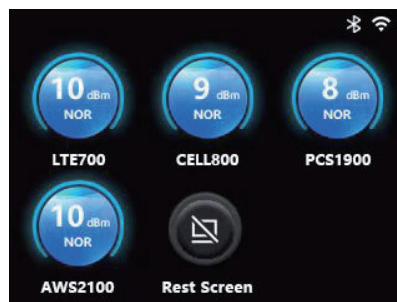 10 dBm 9 dBm 8 dBm
NOR NOR NOR
LTE700 CELL800 PCS1900
10 dBm
NOR
AWS2100 Rest Screen